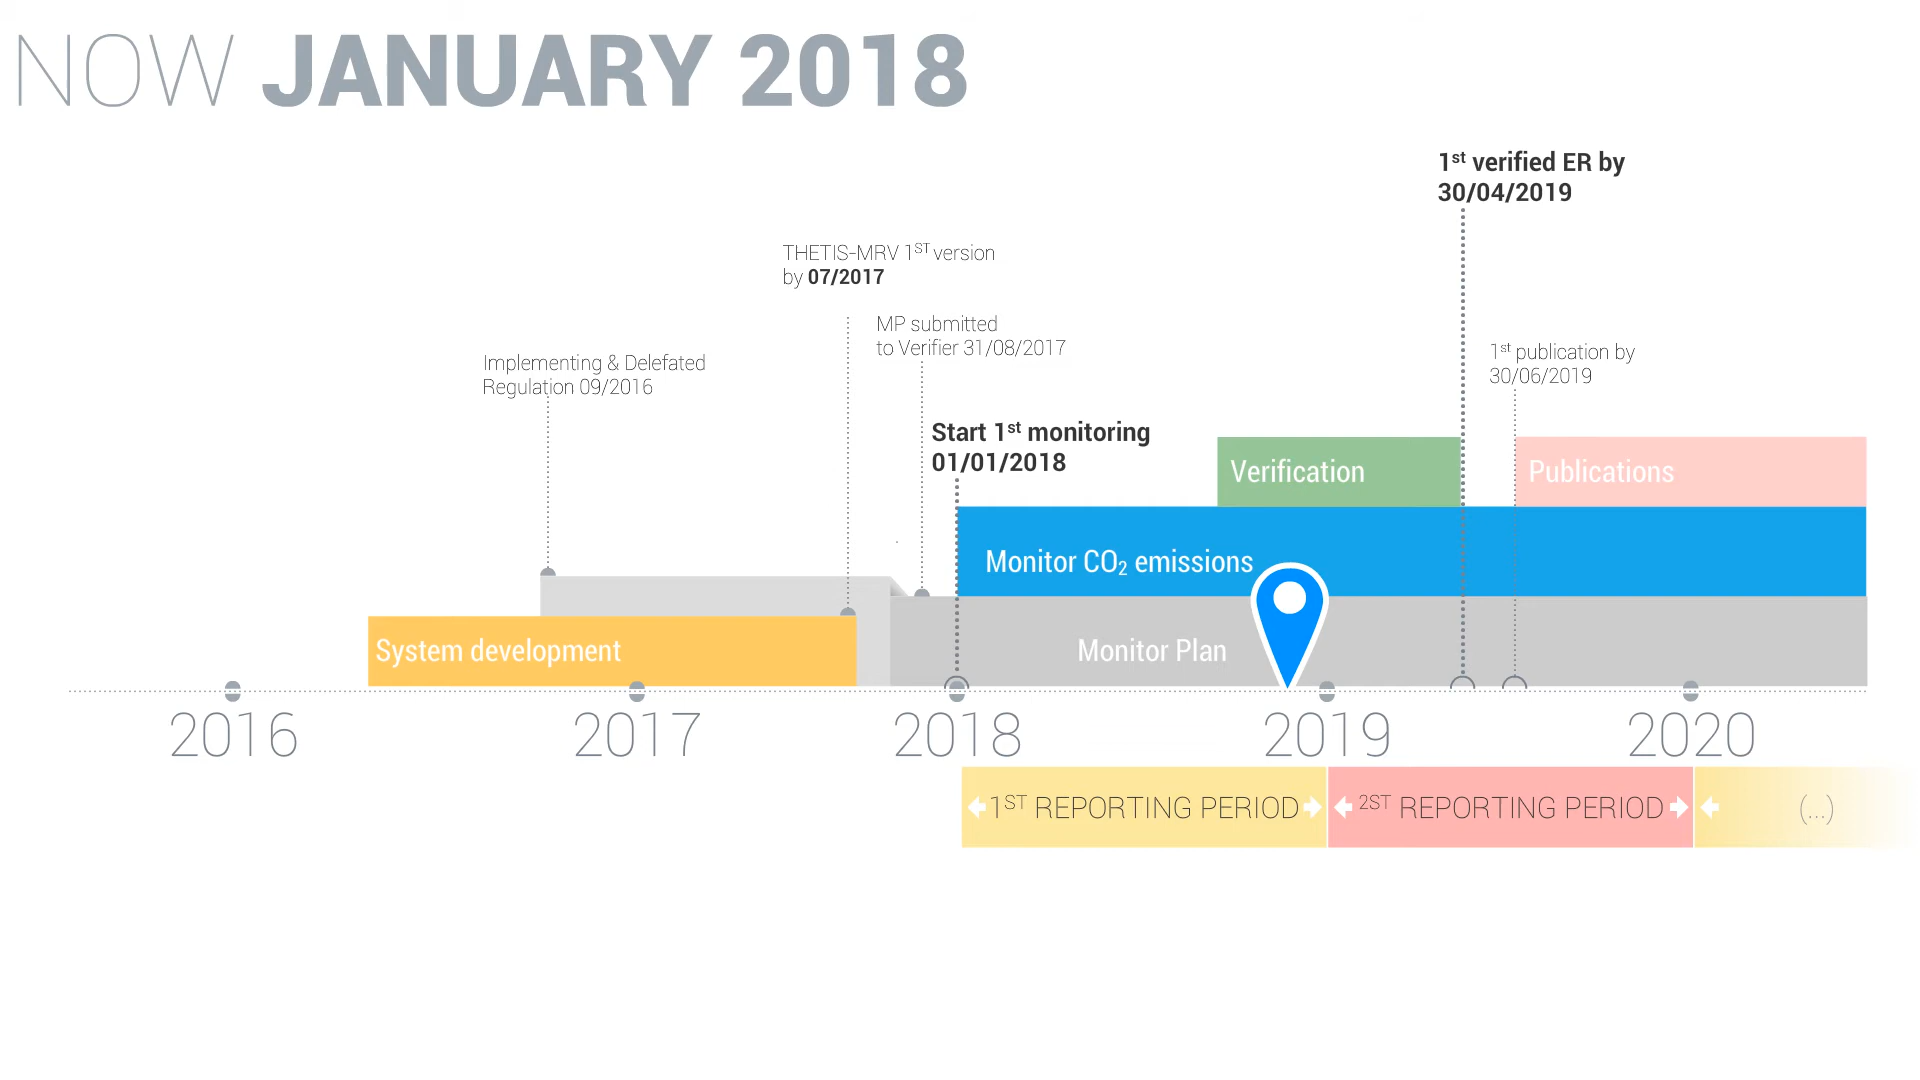 NOW JANUARY 2018
1st verified ER by
30/04/2019
THETIS-MRV 1ST version
by 07/2017
MP submitted
to Verifier 31/08/2017
Implementing & Delefated
Regulation 09/2016
1st publication by
30/06/2019
Start 1st monitoring
01/01/2018
Verification
Publications
Monitor CO2 emissions
System development
Monitor Plan
2016
2017
2018
2019
2020
1ST REPORTING PERIOD
2ST REPORTING PERIOD
(...)